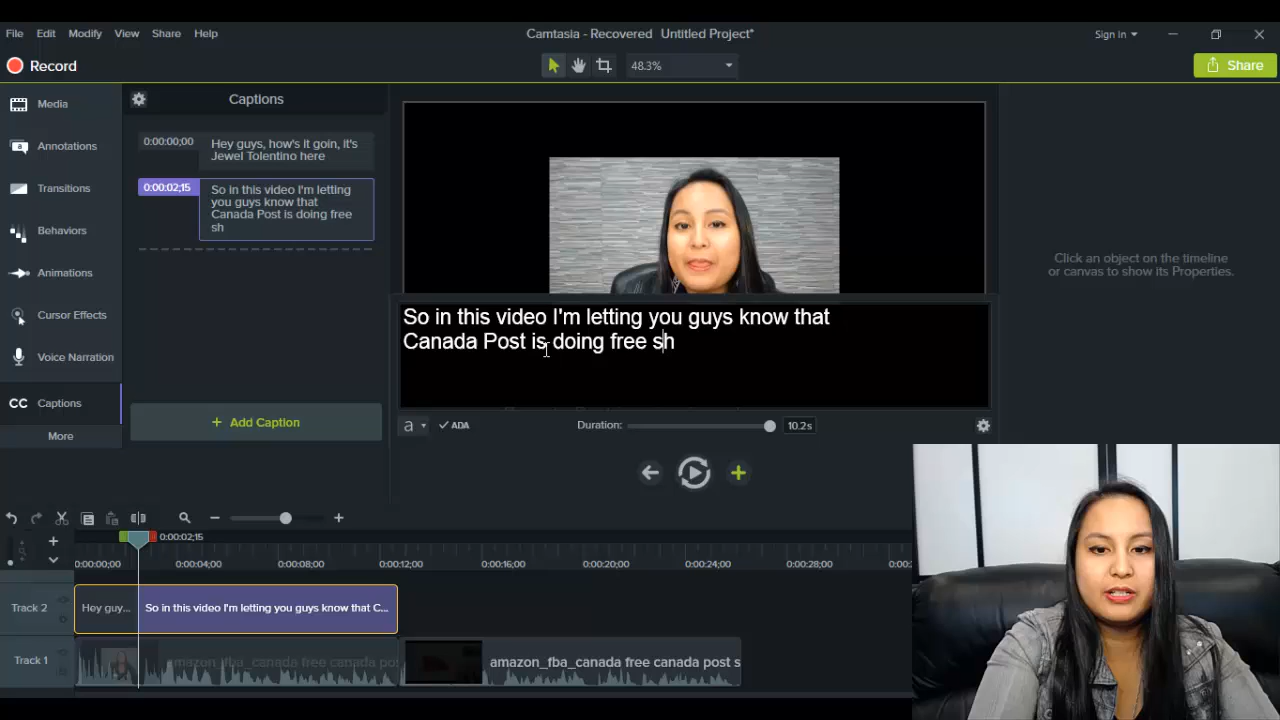 File Edit Modify View Share Help
Camtasia - Recovered Untitled Project*
Sign in
Record
48.3%
Share
Media
Annotations
Transitions
Behaviors
Animations
Cursor Effects
Voice Narration
CC Captions
More
Captions
0:00:00;00
Hey guys, how's It goin, it's
Jewel Tolentino here
0:00:02;15
So in this video I'm letting
you guys know that
Canada Post is doing free
sh
+ Add Caption
So in this video I'm letting you guys know that
Canada Post is doing free sh
a
ADA
Duration:
10.2s
Click an object on the timeline
or canvas to show its Properties.
0:00:02;15
0:00:00;00 0:00:04;00 0:00:08;00 0:00:12;00 0:00:16;00 0:00:20;00 0:00:24;00 0:00:28;00
Track 2
Hey guy...
So in this video I'm letting you guys know that C...
Track 1
amazon_fba_canada free canada pos
amazon_fba_canada free canada post s